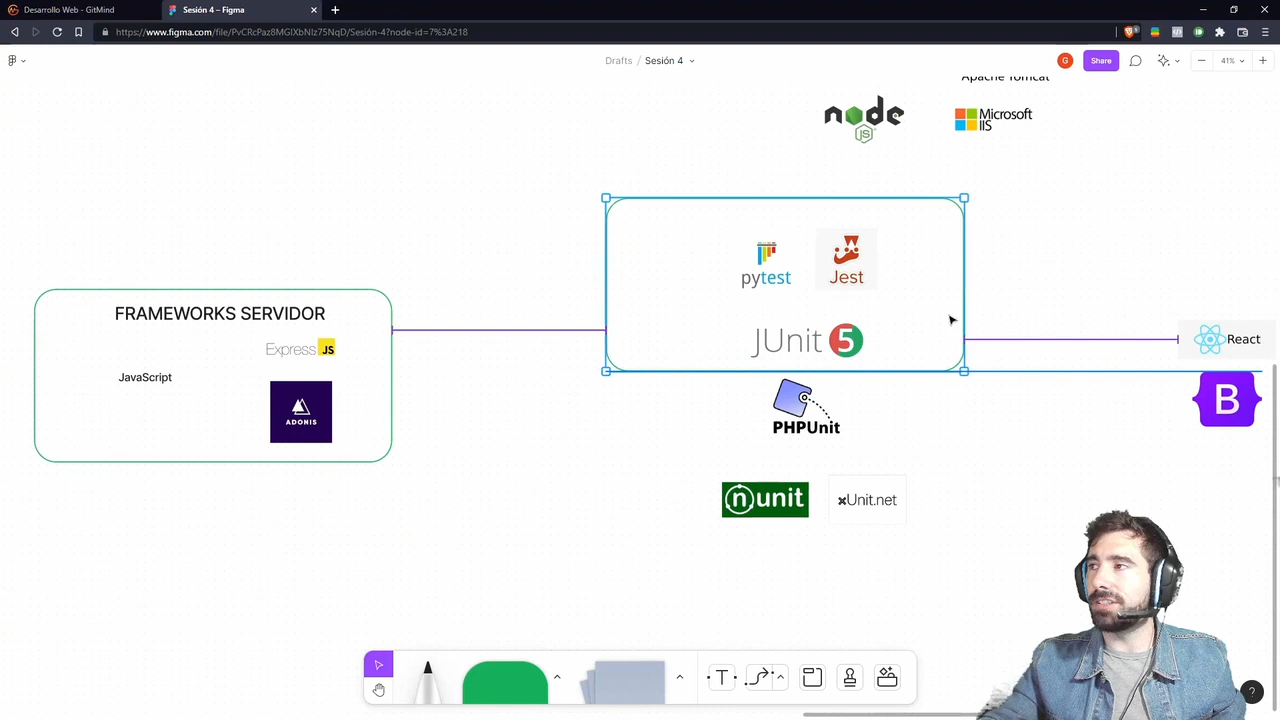 Desarrollo Web - GitMind
Sesión 4 – Figma
https://www.figma.com/file/PvCRcPaz8MGlXbNlz75NqD/Sesión-4?node-id=7%3A218
Drafts / Sesión 4
G
Share
41%
Apache Tomcat
node
JS
Microsoft
IIS
pytest
Jest
JUnit 5
FRAMEWORKS SERVIDOR
Express JS
JavaScript
ADONIS
React
B
PHPUnit
nunit
xUnit.net
T
?